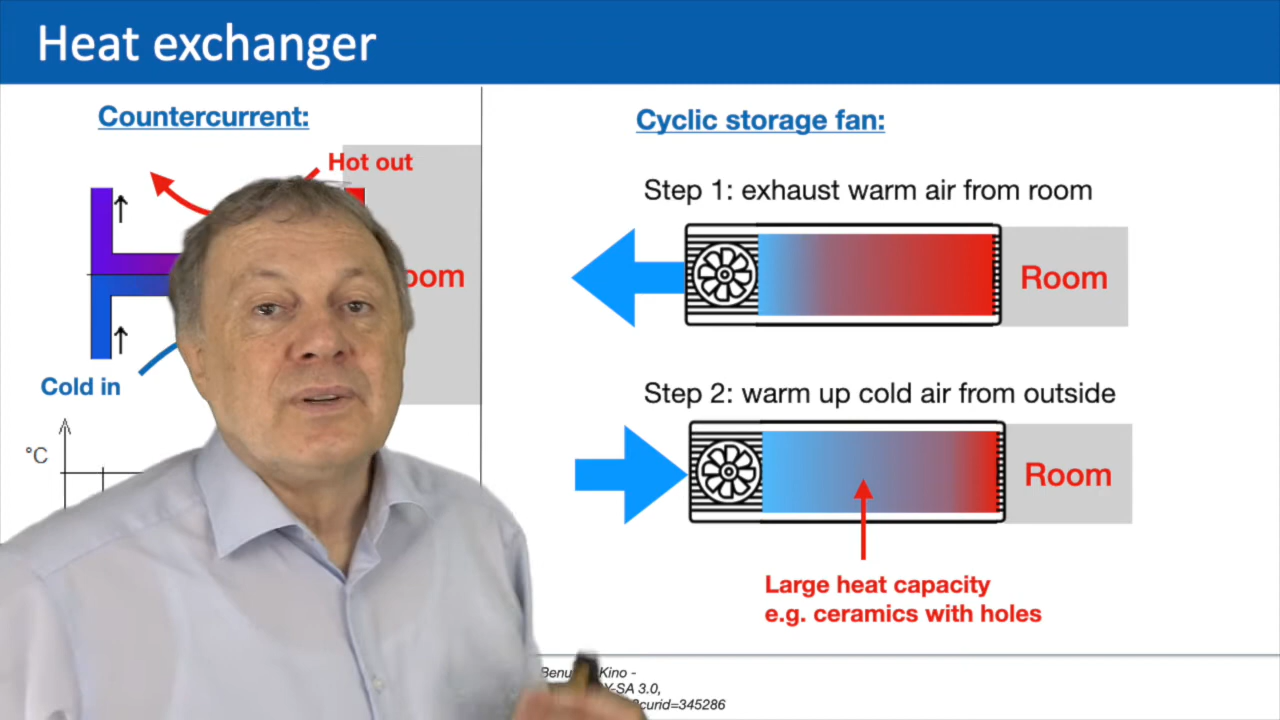 Heat exchanger
Countercurrent:
Hot out
Cold in
°C
Cyclic storage fan:
Step 1: exhaust warm air from room
Room
Step 2: warm up cold air from outside
Room
Large heat capacity
e.g. ceramics with holes
Kino -
SA 3.0,
curid=345286